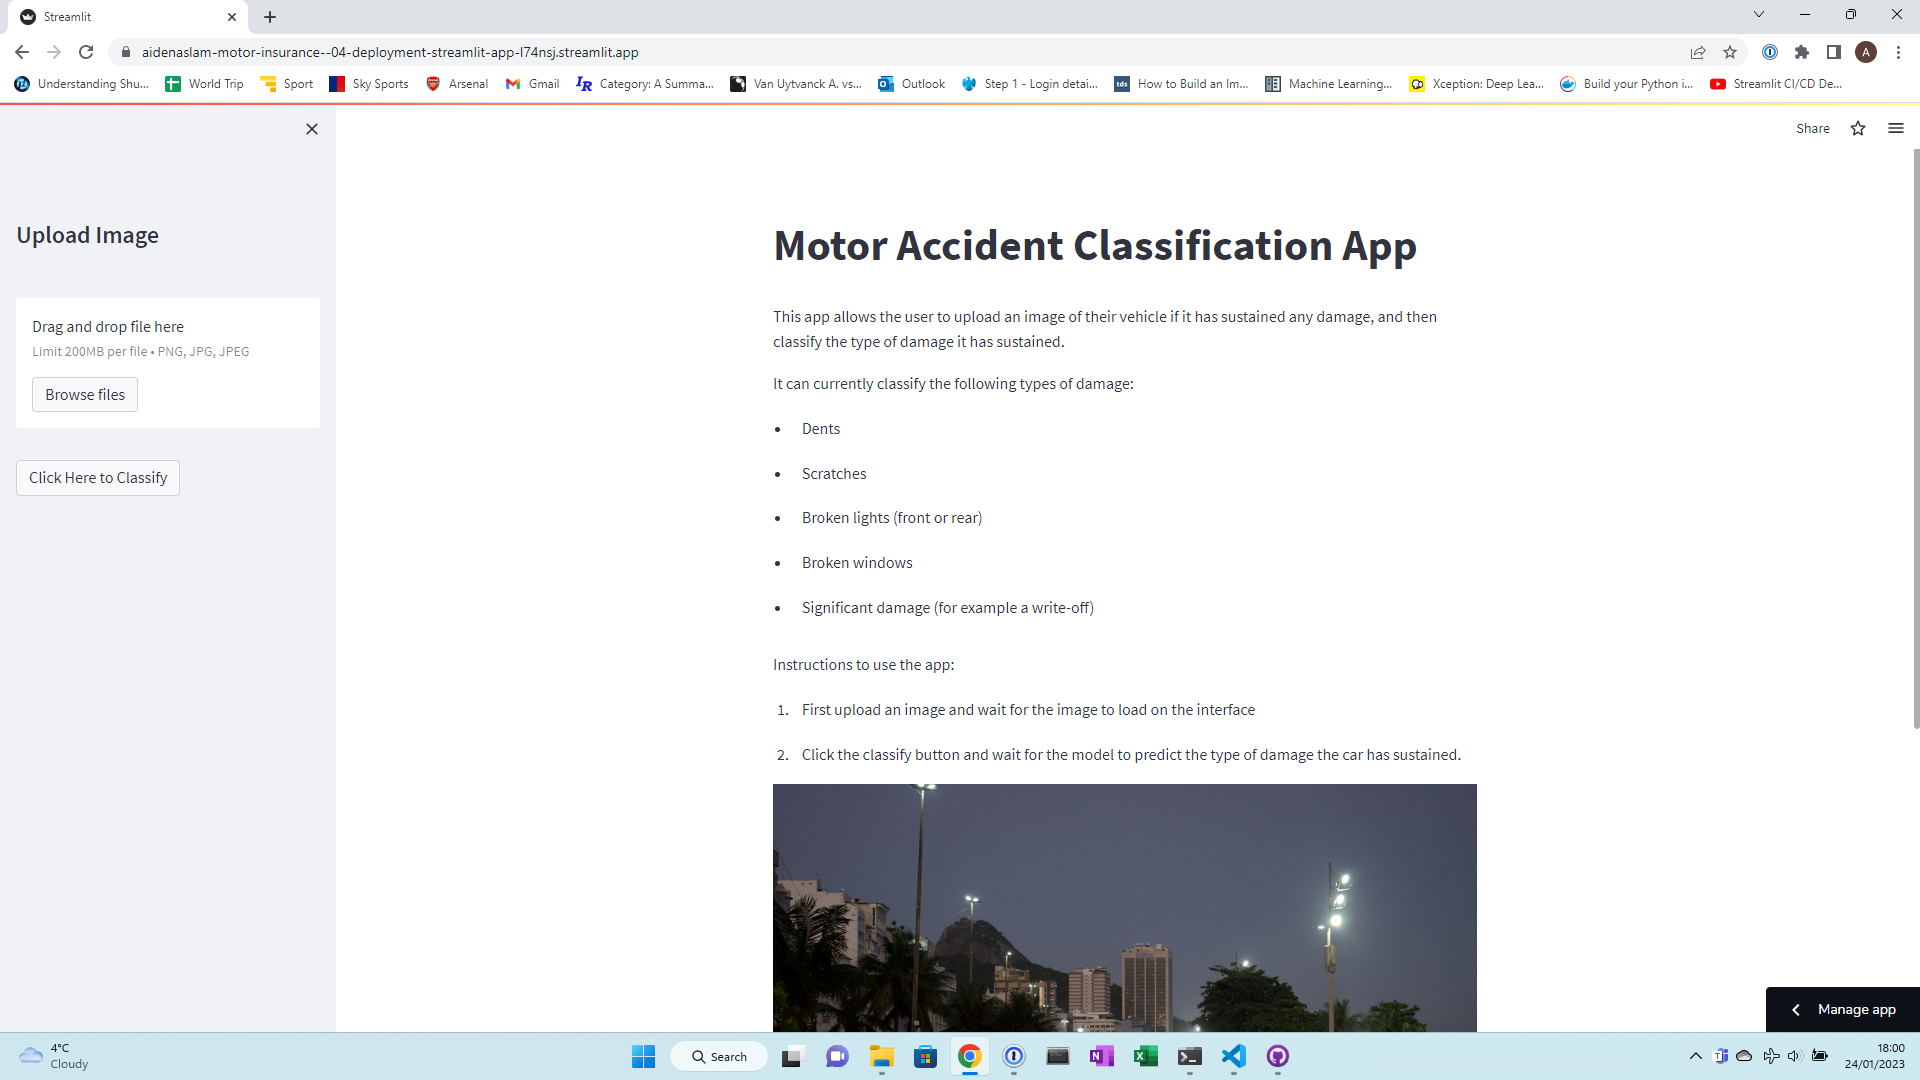 Streamlit
aidenaslam-motor-insurance--04-deployment-streamlit-app-l74nsj.streamlit.app
A
Understanding Shu...
World Trip
Sport
Sky Sports
Arsenal
Gmail
Category: A Summa...
Van Uytvanck A. vs...
Outlook
Step 1 - Login detai...
tds
How to Build an Im...
Machine Learning...
Xception: Deep Lea...
Build your Python i...
Streamlit CI/CD De...
Share
Upload Image
Drag and drop file here
Limit 200MB per file • PNG, JPG, JPEG
Browse files
Click Here to Classify
Motor Accident Classification App
This app allows the user to upload an image of their vehicle if it has sustained any damage, and then
classify the type of damage it has sustained.
It can currently classify the following types of damage:
• Dents
• Scratches
• Broken lights (front or rear)
• Broken windows
• Significant damage (for example a write-off)
Instructions to use the app:
1. First upload an image and wait for the image to load on the interface
2. Click the classify button and wait for the model to predict the type of damage the car has sustained.
Manage app
4°C
Cloudy
Search
18:00
24/01/2023